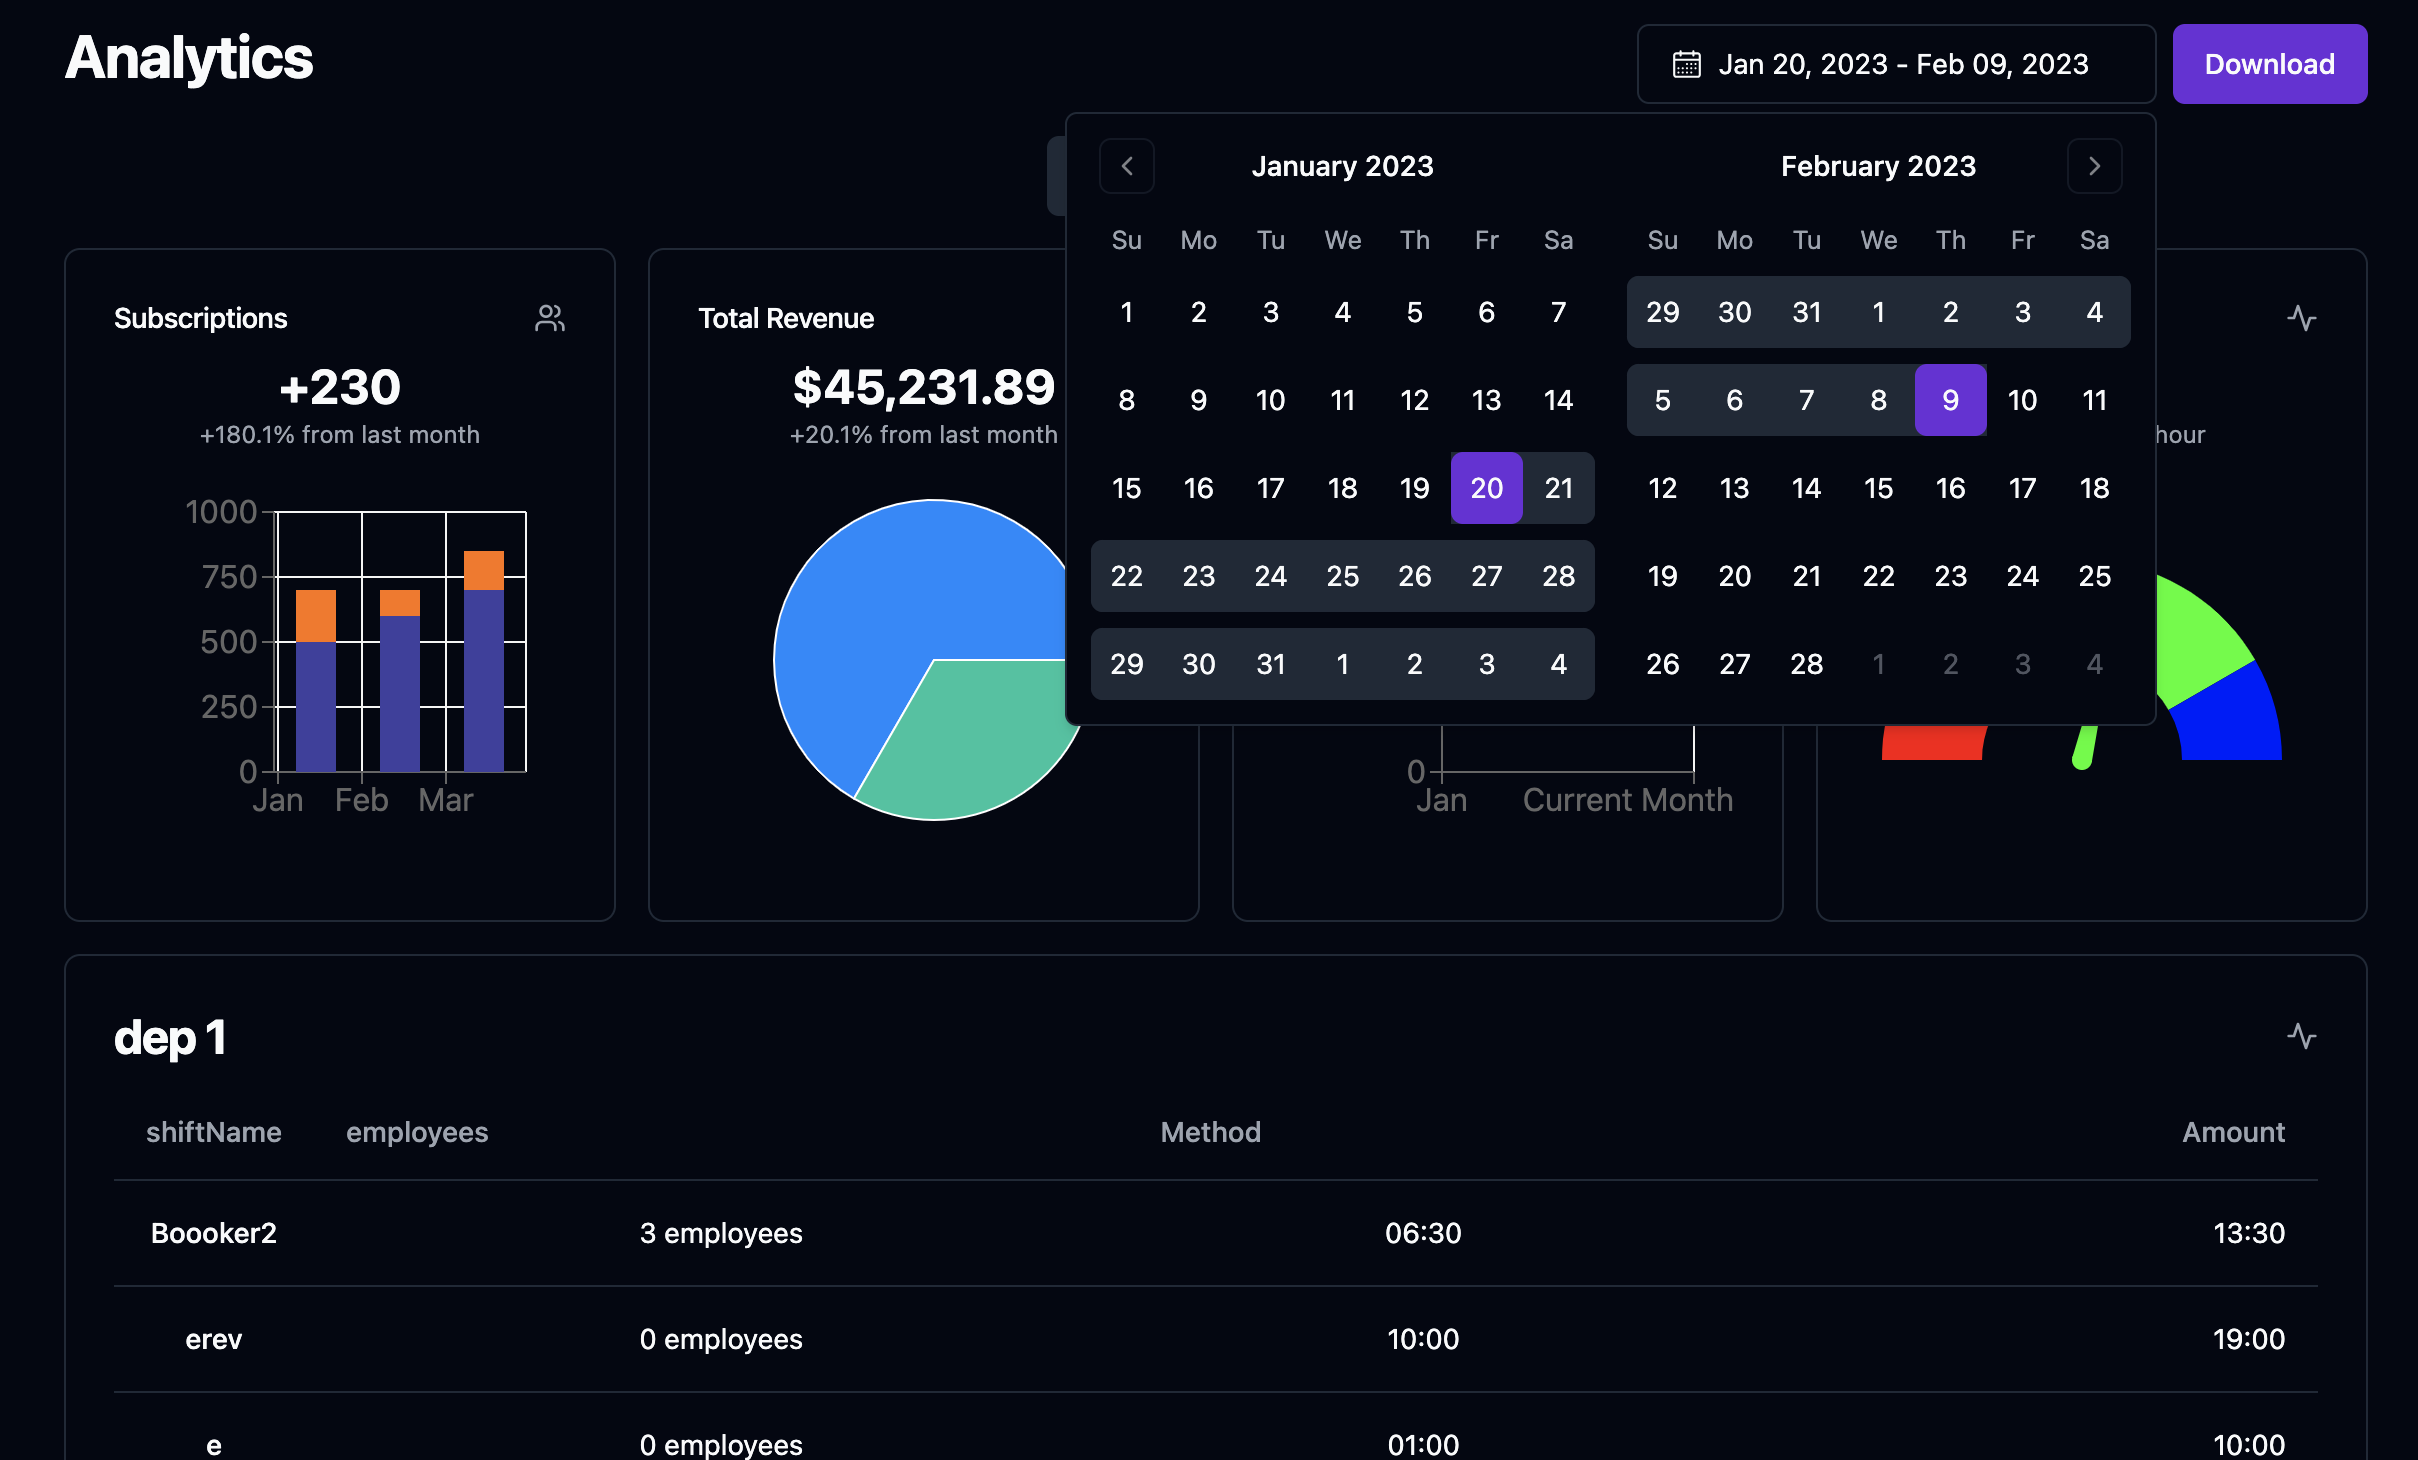 Analytics
Jan 20, 2023 - Feb 09, 2023
Download
January 2023
February 2023
Su Mo Tu We Th Fr Sa
1 2 3 4 5 6 7
8 9 10 11 12 13 14
15 16 17 18 19 20 21
22 23 24 25 26 27 28
29 30 31 1 2 3 4
Su Mo Tu We Th Fr Sa
29 30 31 1 2 3 4
5 6 7 8 9 10 11
12 13 14 15 16 17 18
19 20 21 22 23 24 25
26 27 28 1 2 3 4
Subscriptions
+230
+180.1% from last month
1000
750
500
250
0
Jan Feb Mar
Total Revenue
$45,231.89
+20.1% from last month
0
Jan Current Month
hour
dep 1
shiftName employees Method Amount
Boooker2 3 employees 06:30 13:30
erev 0 employees 10:00 19:00
e 0 employees 01:00 10:00